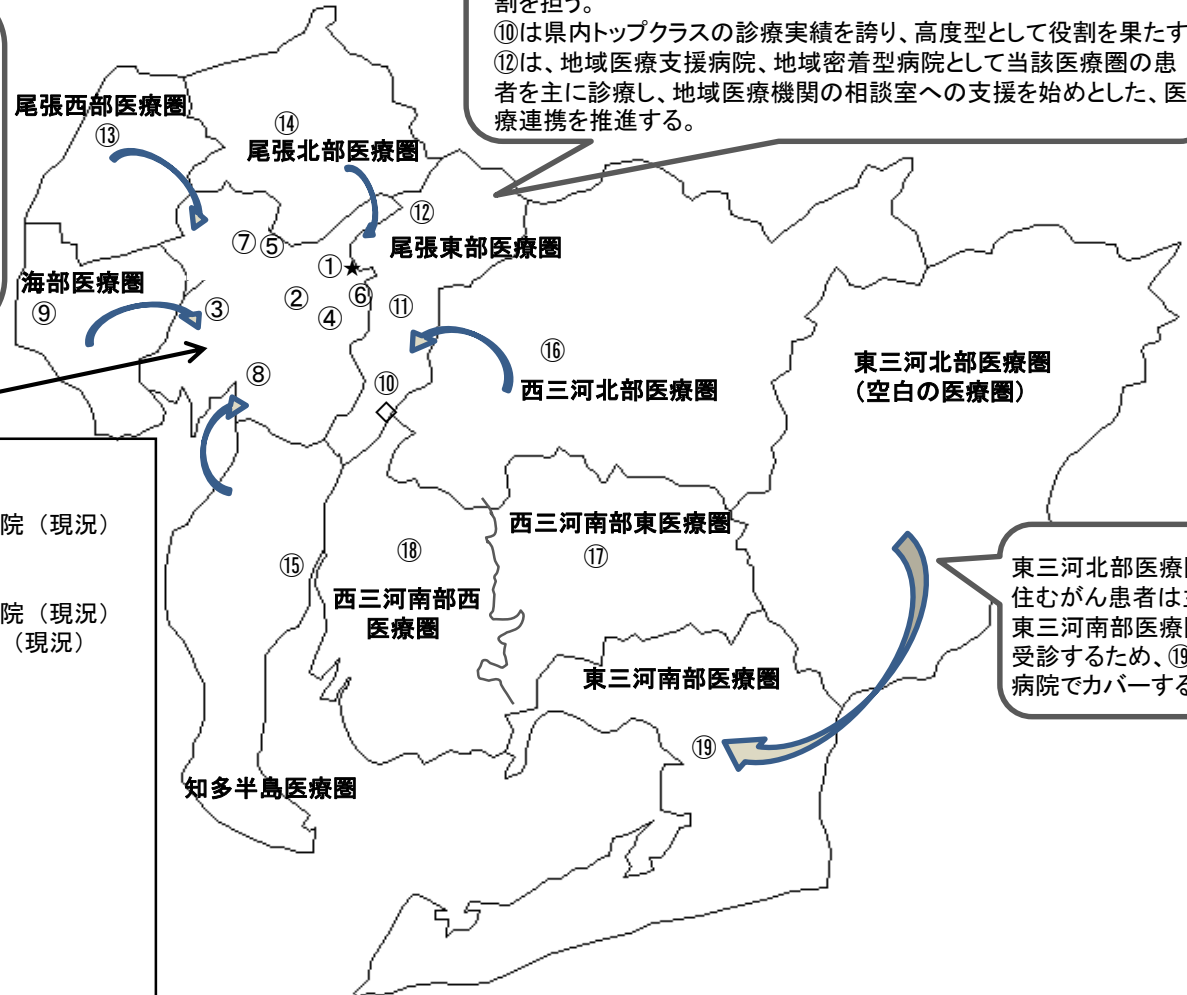 割を担う。
⑩は県内トップクラスの診療実績を誇り、高度型として役割を果たす
⑫は、地域医療支援病院、地域密着型病院として当該医療圏の患
者を主に診療し、地域医療機関の相談室への支援を始めとした、医
療連携を推進する。
尾張西部医療圏
⑬
⑭
尾張北部医療圏
⑫
尾張東部医療圏
⑦
⑤
①★
海部医療圏
⑨
③
②
④
⑥
⑪
⑧
⑩
⑯
西三河北部医療圏
東三河北部医療圏
(空白の医療圏)
院（現況）
院（現況）
（現況）
西三河南部東医療圏
⑰
⑮
⑱
西三河南部西
医療圏
東三河北部医療
住むがん患者は
東三河南部医療
受診するため、⑲
病院でカバーする
東三河南部医療圏
⑲
知多半島医療圏